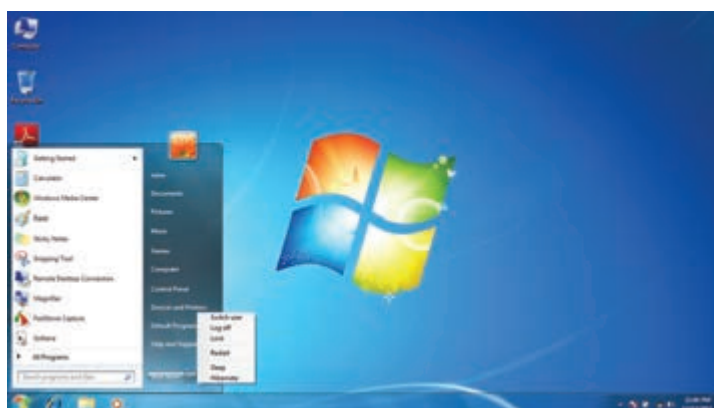 Getting Started
Calculator
Windows Media Center
Paint
Sticky Notes
Snipping Tool
Remote Desktop Connection
Magnifier
FastStone Capture
All Programs
Search programs and files
Documents
Pictures
Music
Games
Computer
Control Panel
Devices and Printers
Default Programs
Help and Support
Switch user
Log off
Lock
Restart
Sleep
Hibernate